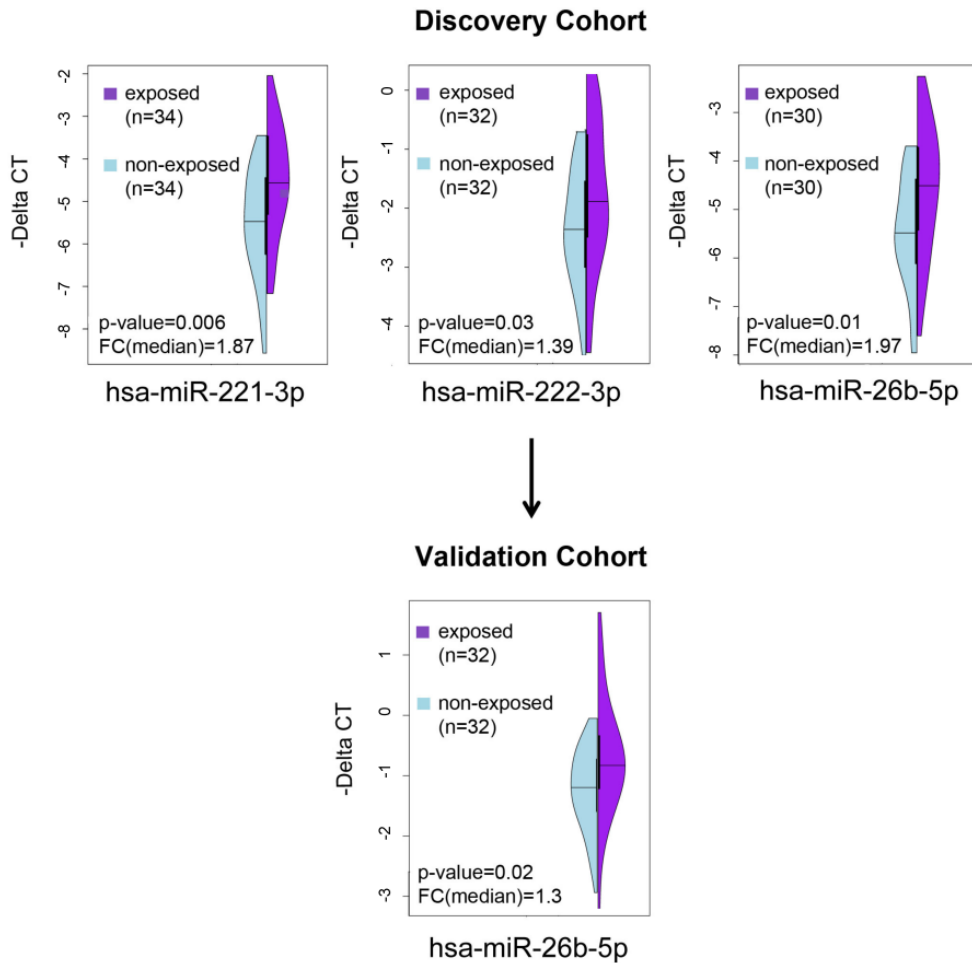 Discovery Cohort
-Delta CT
-2
-3
-4
-5
-6
-7
-8
exposed
(n=34)
non-exposed
(n=34)
p-value=0.006
FC(median)=1.87
hsa-miR-221-3p
-Delta CT
0
-1
-2
-3
-4
exposed
(n=32)
non-exposed
(n=32)
p-value=0.03
FC(median)=1.39
hsa-miR-222-3p
-Delta CT
-3
-4
-5
-6
-7
-8
exposed
(n=30)
non-exposed
(n=30)
p-value=0.01
FC(median)=1.97
hsa-miR-26b-5p
Validation Cohort
-Delta CT
1
0
-1
-2
-3
exposed
(n=32)
non-exposed
(n=32)
p-value=0.02
FC(median)=1.3
hsa-miR-26b-5p